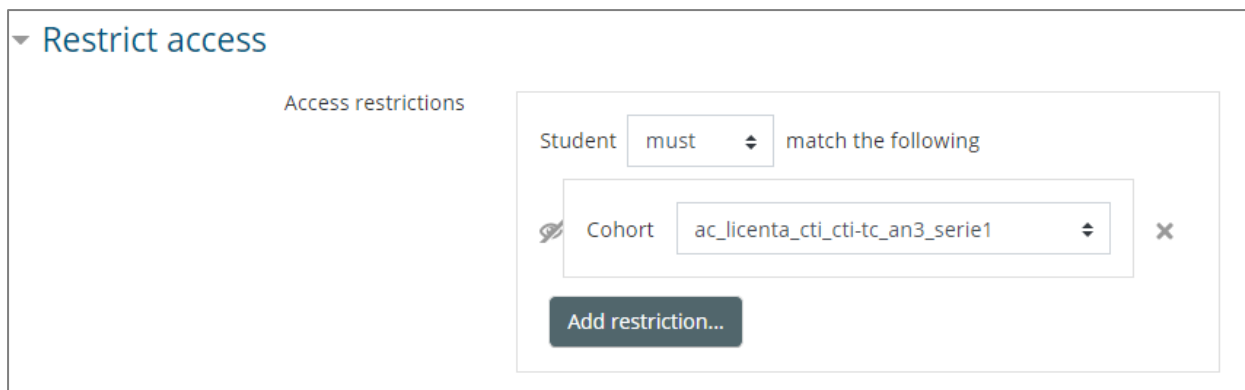 Restrict access
Access restrictions
Student must match the following
Cohort ac_licenta_cti_cti-tc_an3_serie1
Add restriction...